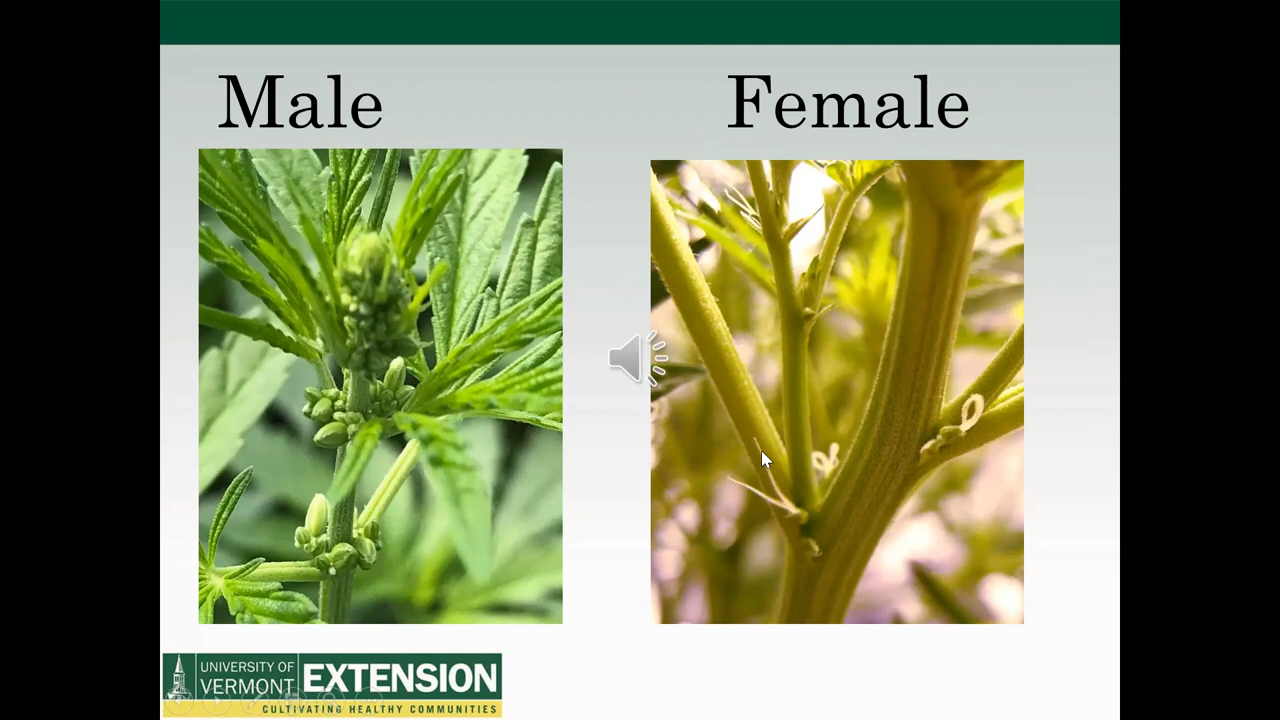 Male
Female
UNIVERSITY OF
VERMONT
EXTENSION
CULTIVATING HEALTHY COMMUNITIES